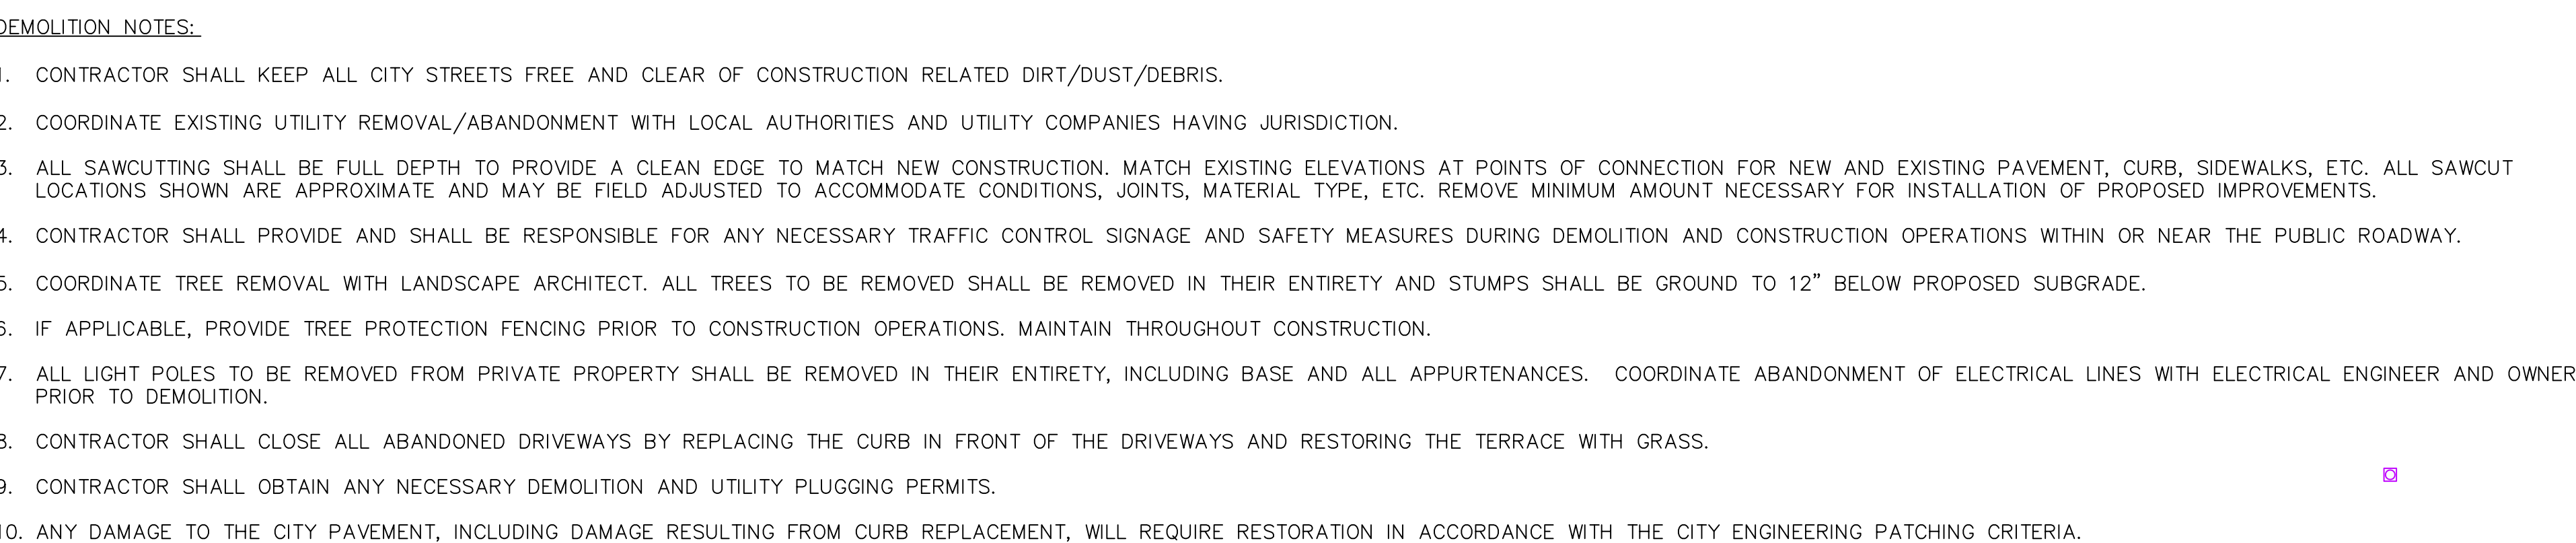 DEMOLITION NOTES:
1. CONTRACTOR SHALL KEEP ALL CITY STREETS FREE AND CLEAR OF CONSTRUCTION RELATED DIRT/DUST/DEBRIS.
2. COORDINATE EXISTING UTILITY REMOVAL/ABANDONMENT WITH LOCAL AUTHORITIES AND UTILITY COMPANIES HAVING JURISDICTION.
3. ALL SAWCUTTING SHALL BE FULL DEPTH TO PROVIDE A CLEAN EDGE TO MATCH NEW CONSTRUCTION. MATCH EXISTING ELEVATIONS AT POINTS OF CONNECTION FOR NEW AND EXISTING PAVEMENT, CURB, SIDEWALKS, ETC. ALL SAWCUT
LOCATIONS SHOWN ARE APPROXIMATE AND MAY BE FIELD ADJUSTED TO ACCOMMODATE CONDITIONS, JOINTS, MATERIAL TYPE, ETC. REMOVE MINIMUM AMOUNT NECESSARY FOR INSTALLATION OF PROPOSED IMPROVEMENTS.
4. CONTRACTOR SHALL PROVIDE AND SHALL BE RESPONSIBLE FOR ANY NECESSARY TRAFFIC CONTROL SIGNAGE AND SAFETY MEASURES DURING DEMOLITION AND CONSTRUCTION OPERATIONS WITHIN OR NEAR THE PUBLIC ROADWAY.
5. COORDINATE TREE REMOVAL WITH LANDSCAPE ARCHITECT. ALL TREES TO BE REMOVED SHALL BE REMOVED IN THEIR ENTIRETY AND STUMPS SHALL BE GROUND TO 12” BELOW PROPOSED SUBGRADE.
6. IF APPLICABLE, PROVIDE TREE PROTECTION FENCING PRIOR TO CONSTRUCTION OPERATIONS. MAINTAIN THROUGHOUT CONSTRUCTION.
7. ALL LIGHT POLES TO BE REMOVED FROM PRIVATE PROPERTY SHALL BE REMOVED IN THEIR ENTIRETY, INCLUDING BASE AND ALL APPURTENANCES. COORDINATE ABANDONMENT OF ELECTRICAL LINES WITH ELECTRICAL ENGINEER AND OWNER
PRIOR TO DEMOLITION.
8. CONTRACTOR SHALL CLOSE ALL ABANDONED DRIVEWAYS BY REPLACING THE CURB IN FRONT OF THE DRIVEWAYS AND RESTORING THE TERRACE WITH GRASS.
9. CONTRACTOR SHALL OBTAIN ANY NECESSARY DEMOLITION AND UTILITY PLUGGING PERMITS.
10. ANY DAMAGE TO THE CITY PAVEMENT, INCLUDING DAMAGE RESULTING FROM CURB REPLACEMENT, WILL REQUIRE RESTORATION IN ACCORDANCE WITH THE CITY ENGINEERING PATCHING CRITERIA.